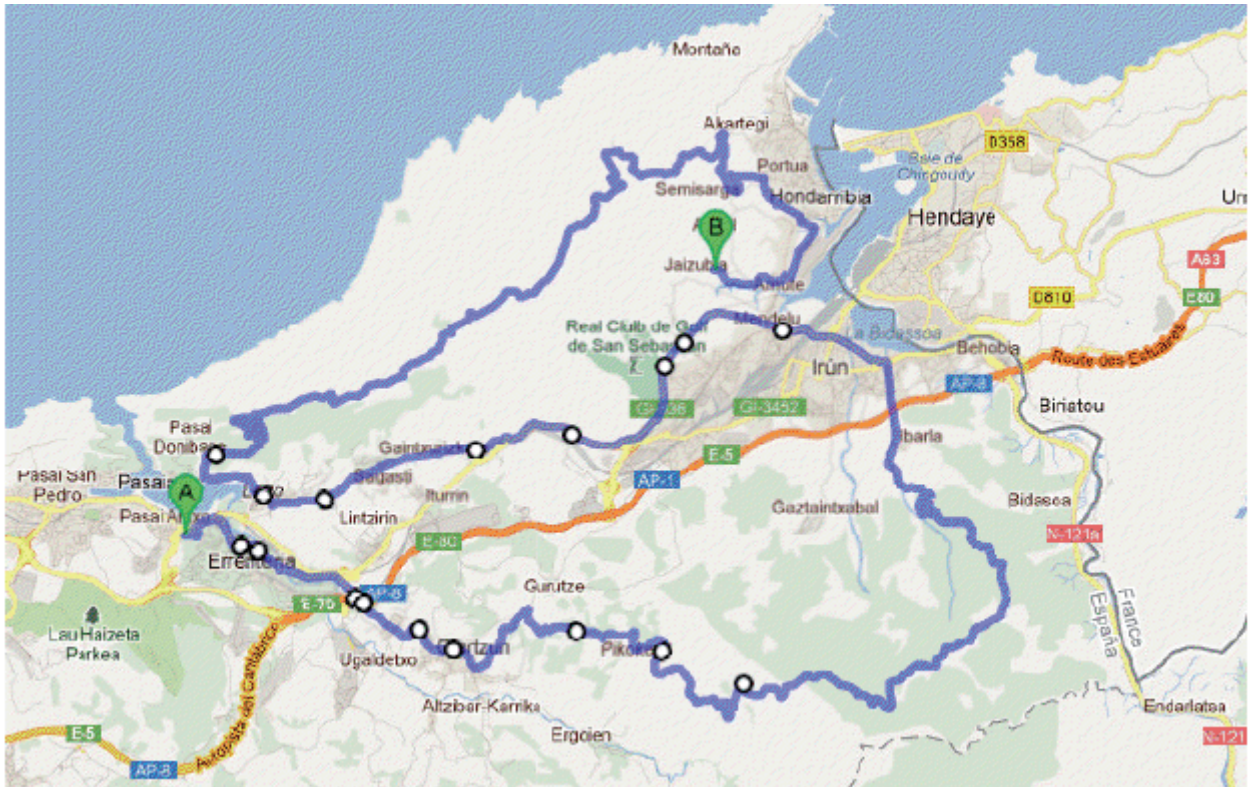 Montaña
Akartegi
D358
Portua
Baie de
Chingoudy
Semisarga
Hondarribia
Hendaye
B
Jaizubia
Amute
A63
E80
D810
Real Club de Golf
de San Sebastián
Mendelu
La Bidassoa
Behobia
Route des Estuaires
Irún
AP-8
GI-636
GI-3452
Biriatou
Pasai
Donibane
Gaintxurizketa
Ibarla
E-5
Pasai San
Pedro
Pasaia
A
Lezo
Sagasti
Iturrin
AP-1
Bidasoa
Gaztaintxabal
Pasai Antxo
Lintzirin
N-121a
E-80
Errenteria
Gurutze
AP-8
E-70
France
España
Lau Haizeta
Parkea
Ugaldetxo
Oiartzun
Pikoketa
Altzibar-Karrika
Endarlatsa
Ergoien
E-5
Autopista del Cantábrico
N-121
AP-8